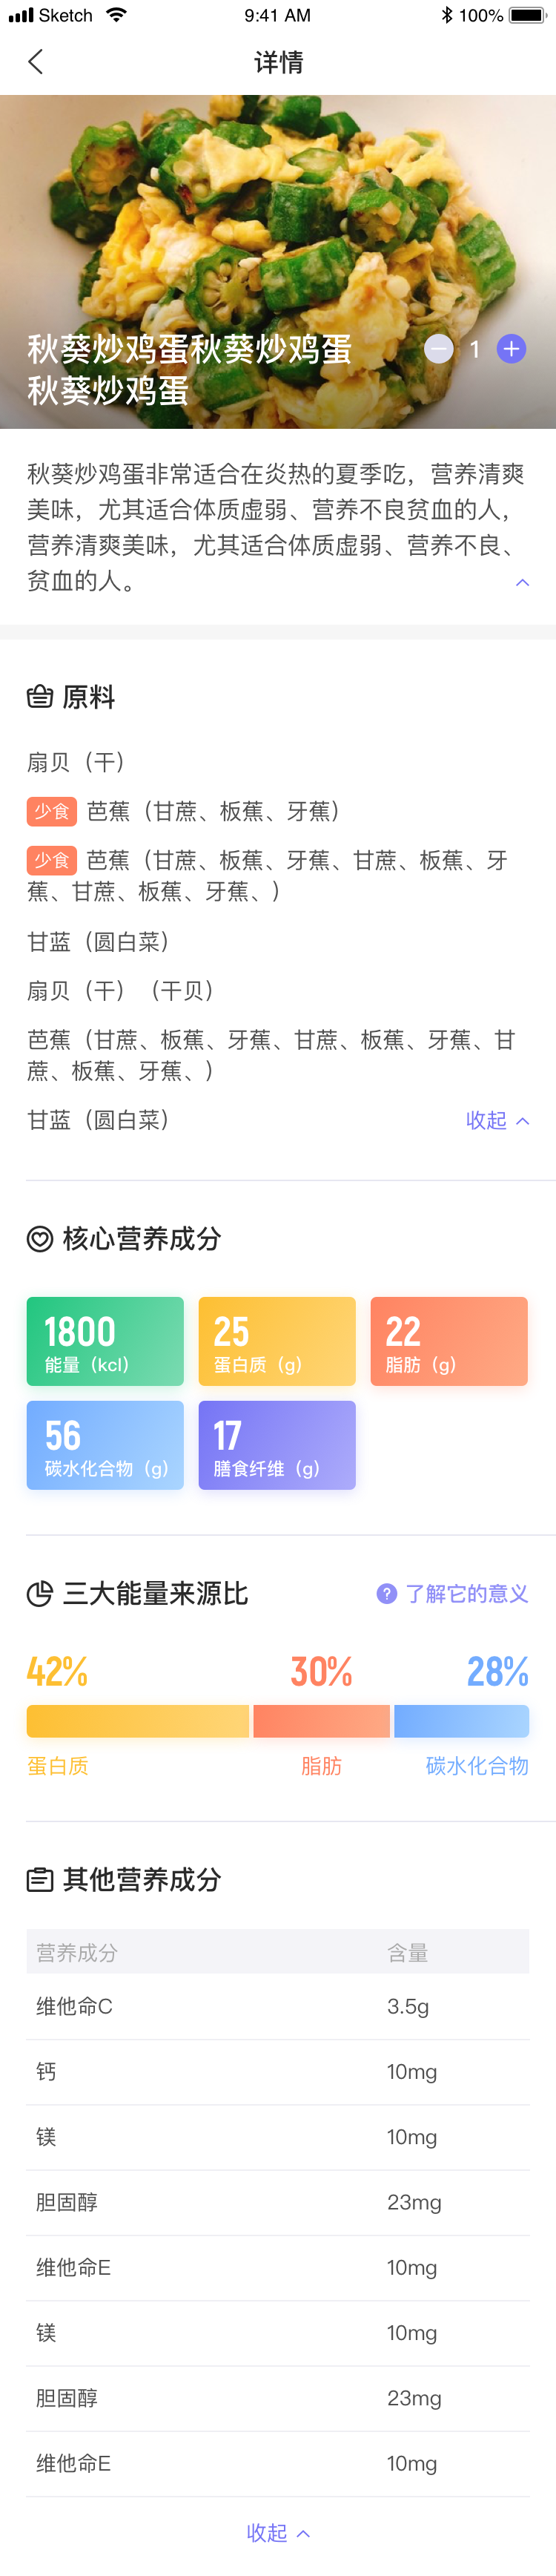 Sketch 9:41 AM 100%
详情
秋葵炒鸡蛋秋葵炒鸡蛋
秋葵炒鸡蛋
1
秋葵炒鸡蛋非常适合在炎热的夏季吃，营养清爽
美味，尤其适合体质虚弱、营养不良贫血的人，
营养清爽美味，尤其适合体质虚弱、营养不良、
贫血的人。
原料
扇贝（干）
少食 芭蕉（甘蔗、板蕉、牙蕉）
少食 芭蕉（甘蔗、板蕉、牙蕉、甘蔗、板蕉、牙
蕉、甘蔗、板蕉、牙蕉、）
甘蓝（圆白菜）
扇贝（干）（干贝）
芭蕉（甘蔗、板蕉、牙蕉、甘蔗、板蕉、牙蕉、甘
蔗、板蕉、牙蕉、）
甘蓝（圆白菜） 收起
核心营养成分
1800 25 22
能量（kcl） 蛋白质（g） 脂肪（g）
56 17
碳水化合物（g） 膳食纤维（g）
三大能量来源比 ? 了解它的意义
42% 30% 28%
蛋白质 脂肪 碳水化合物
其他营养成分
营养成分 含量
维他命C 3.5g
钙 10mg
镁 10mg
胆固醇 23mg
维他命E 10mg
镁 10mg
胆固醇 23mg
维他命E 10mg
收起